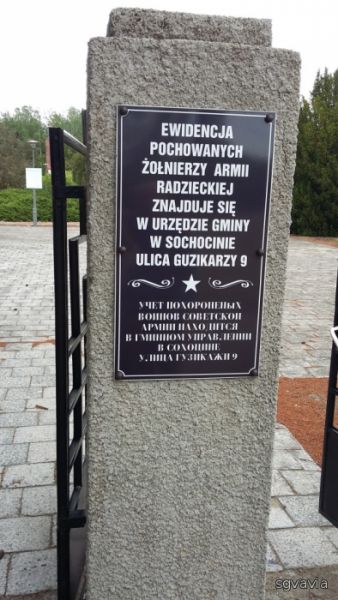 EWIDENCJA
POCHOWANYCH
ŻOŁNIERZY ARMII
RADZIECKIEJ
ZNAJDUJE SIĘ
W URZĘDZIE GMINY
W SOCHOCINIE
ULICA GUZIKARZY 9
УЧЕТ ПОХОРОНЕНЫХ
ВОИНОВ СОВЕТСКОЙ
АРМИИ НАХОДИТСЯ
В ГМИННОМ УПРАВЛЕНИИ
В СОХОЦИНЕ
УЛИЦА ГУЗИКАЖИ 9
sgvavia